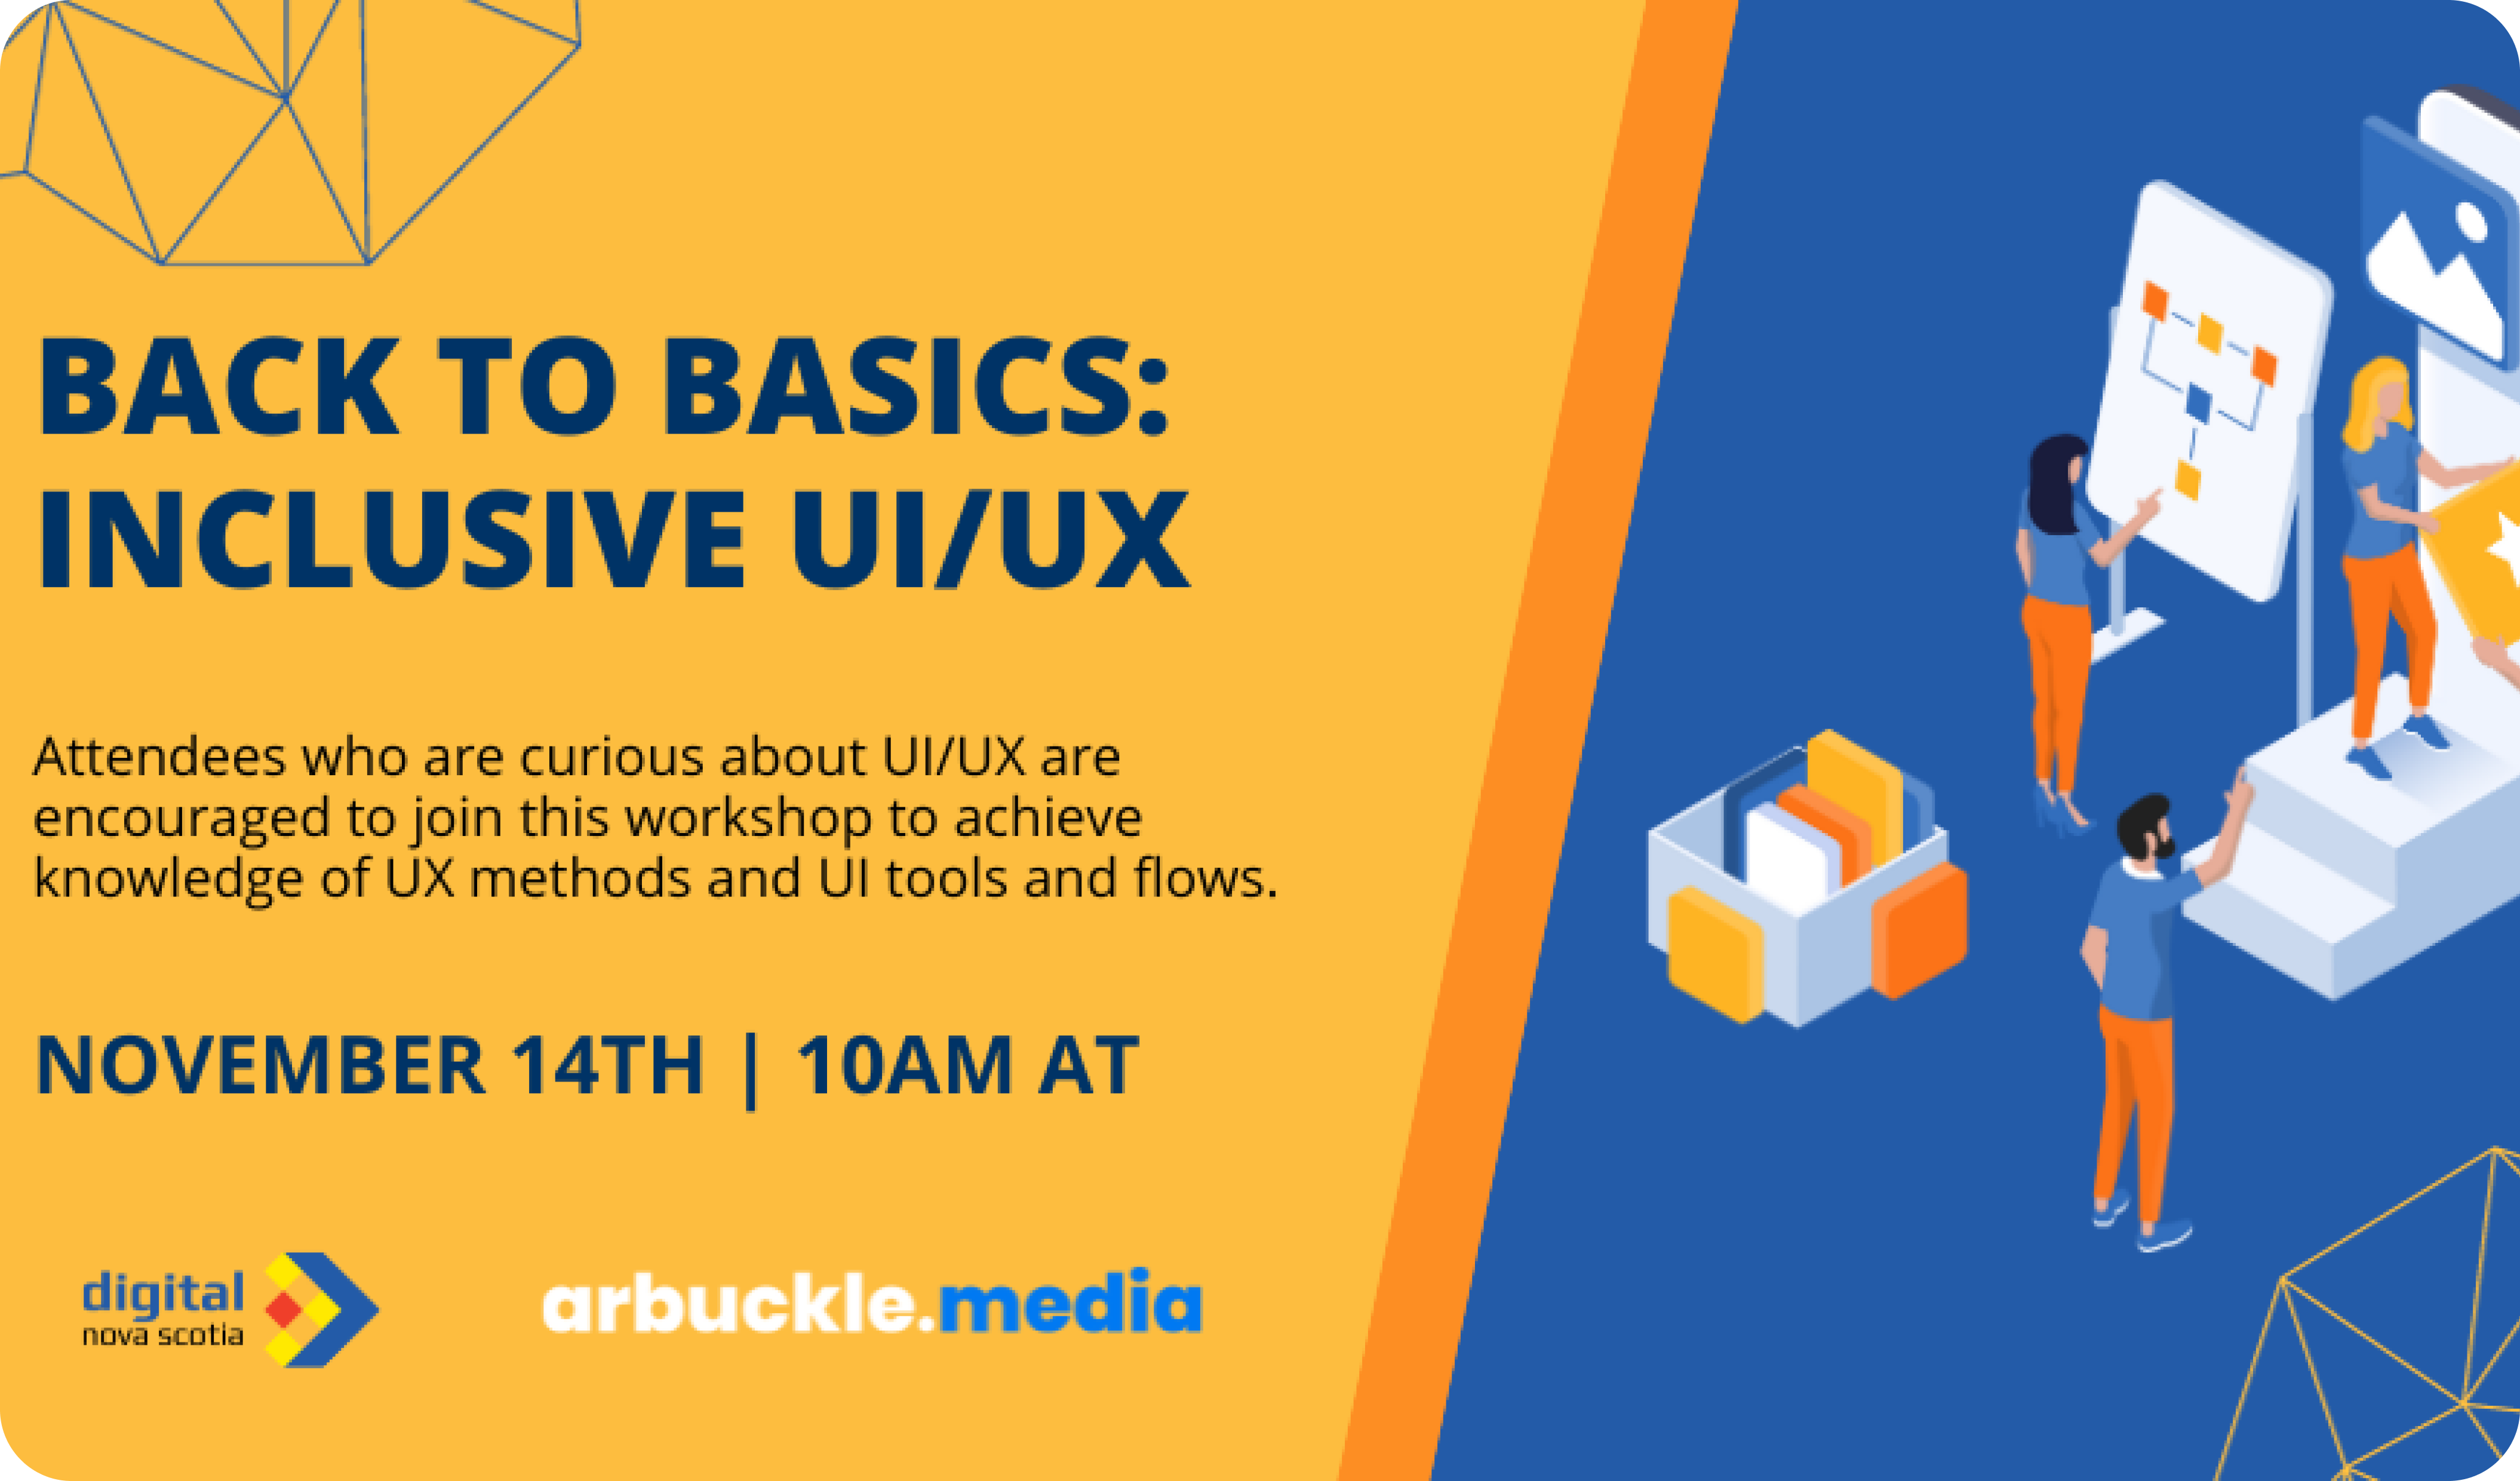 BACK TO BASICS:
INCLUSIVE UI/UX
Attendees who are curious about UI/UX are
encouraged to join this workshop to achieve
knowledge of UX methods and UI tools and flows.
NOVEMBER 14TH | 10AM AT
digital
nova scotia
arbuckle.media